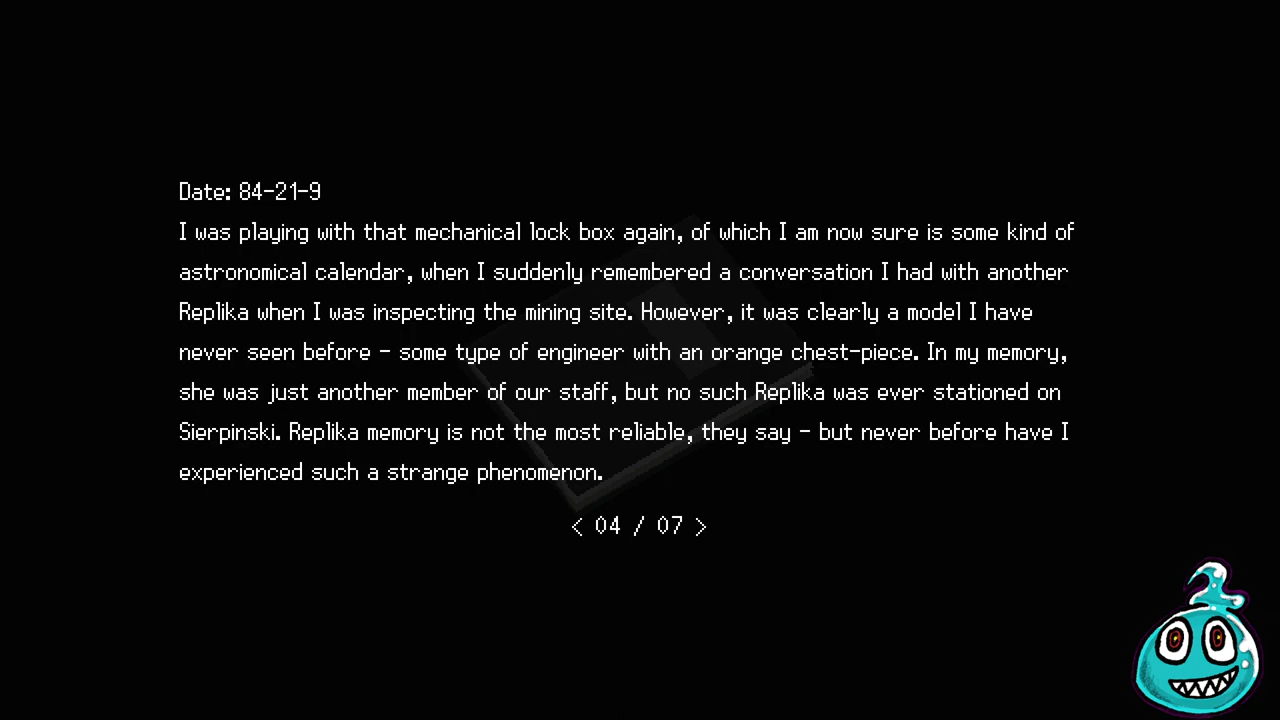 Date: 84-21-9
I was playing with that mechanical lock box again, of which I am now sure is some kind of
astronomical calendar, when I suddenly remembered a conversation I had with another
Replika when I was inspecting the mining site. However, it was clearly a model I have
never seen before - some type of engineer with an orange chest-piece. In my memory,
she was just another member of our staff, but no such Replika was ever stationed on
Sierpinski. Replika memory is not the most reliable, they say - but never before have I
experienced such a strange phenomenon.
< 04 / 07 >